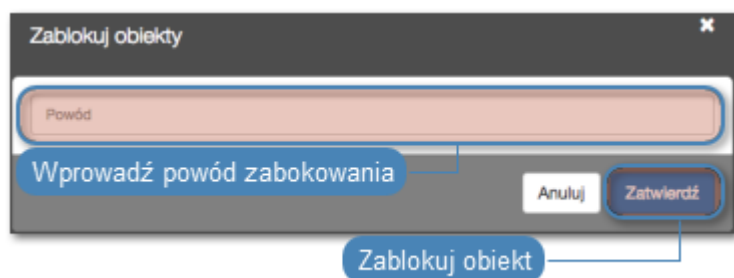 Zablokuj obiekty
Powód
Wprowadź powód zabokowania
Anuluj
Zatwierdź
Zablokuj obiekt